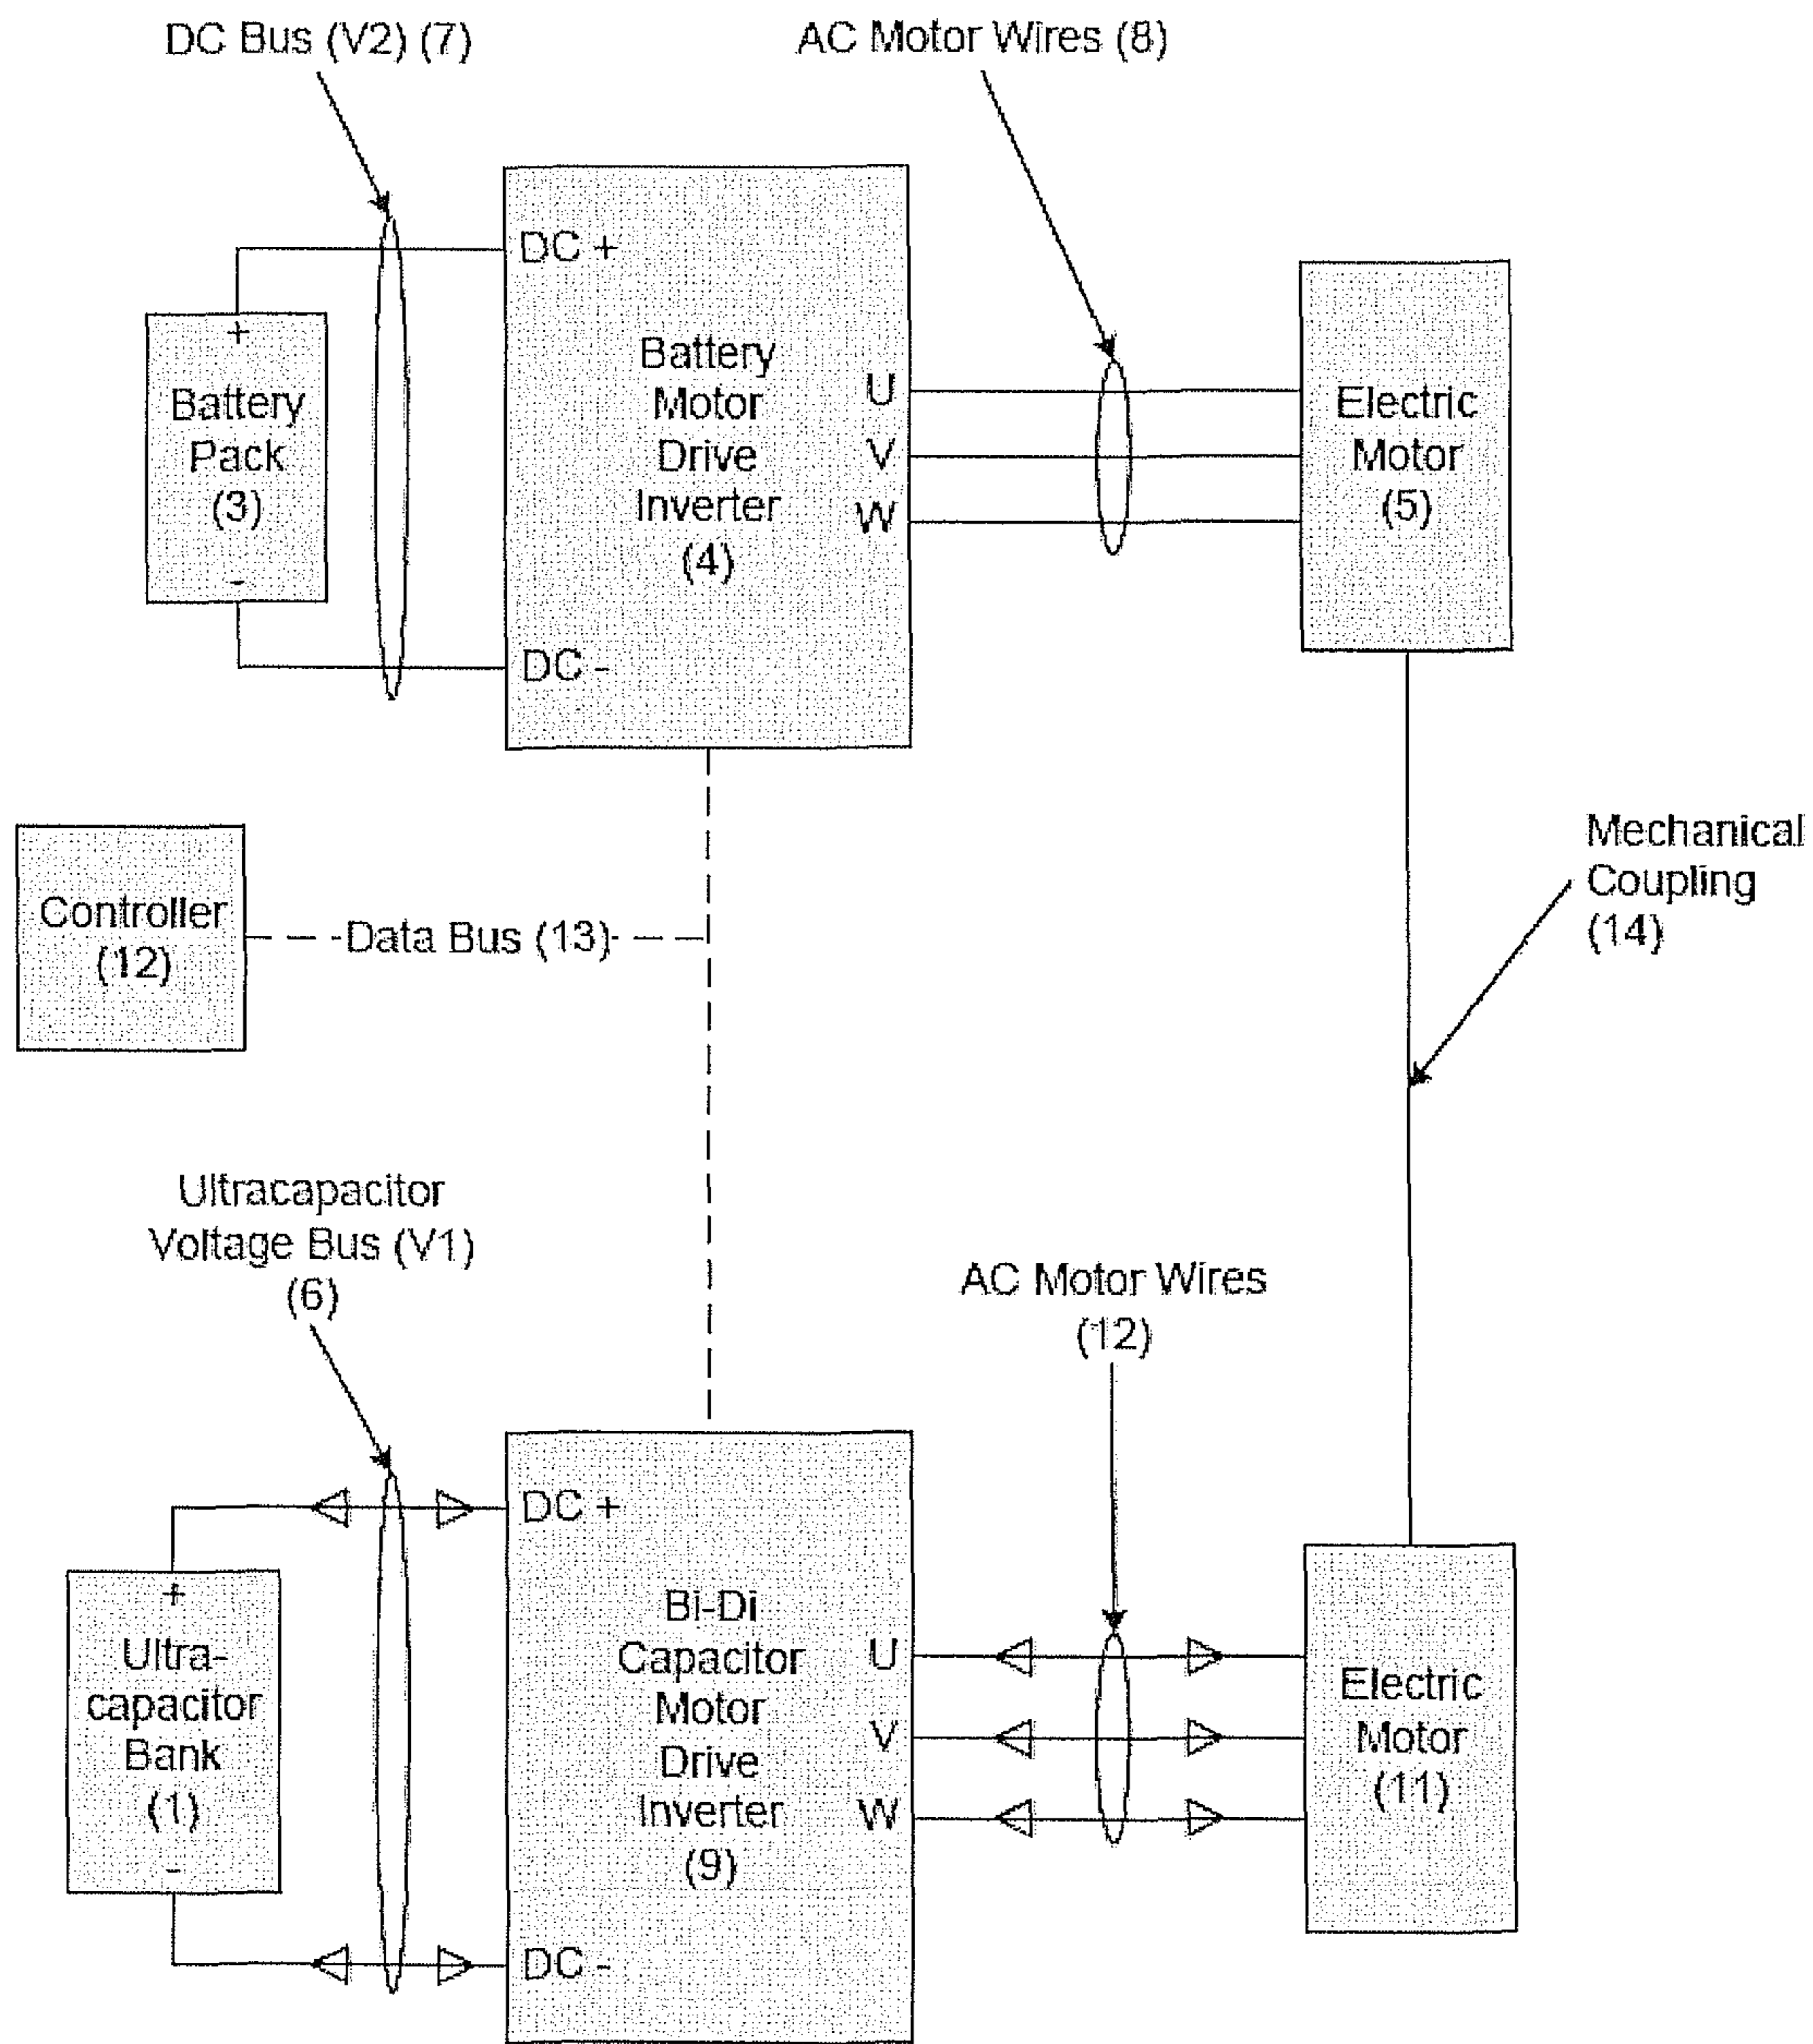 DC Bus (V2) (7)
AC Motor Wires (8)
DC +
+
Battery
Pack
(3)
-
Battery
Motor
Drive
Inverter
(4)
U
V
W
DC -
Electric
Motor
(5)
Controller
(12)
Data Bus (13)
Mechanical
Coupling
(14)
Ultracapacitor
Voltage Bus (V1)
(6)
AC Motor Wires
(12)
DC +
+
Ultra-
capacitor
Bank
(1)
-
Bi-Di
Capacitor
Motor
Drive
Inverter
(9)
U
V
W
DC -
Electric
Motor
(11)